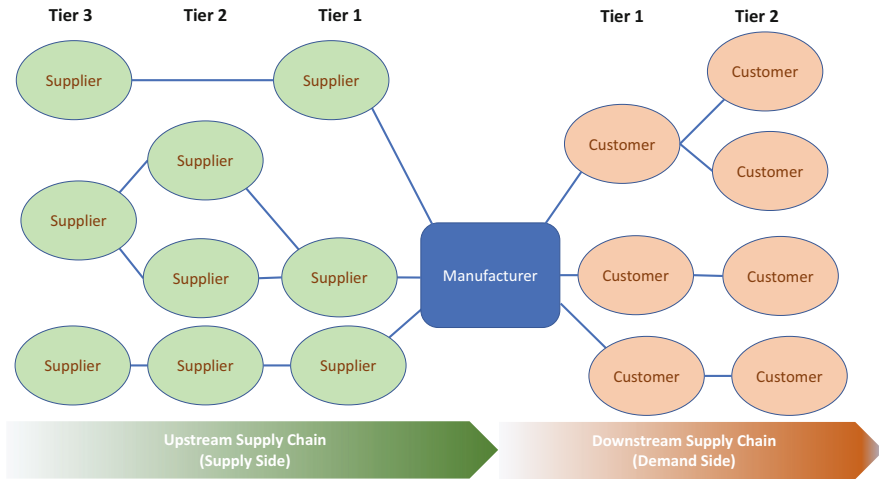 Tier 3
Tier 2
Tier 1
Tier 1
Tier 2
Supplier
Supplier
Customer
Customer
Supplier
Customer
Supplier
Supplier
Supplier
Manufacturer
Customer
Customer
Supplier
Supplier
Supplier
Customer
Customer
Upstream Supply Chain
(Supply Side)
Downstream Supply Chain
(Demand Side)